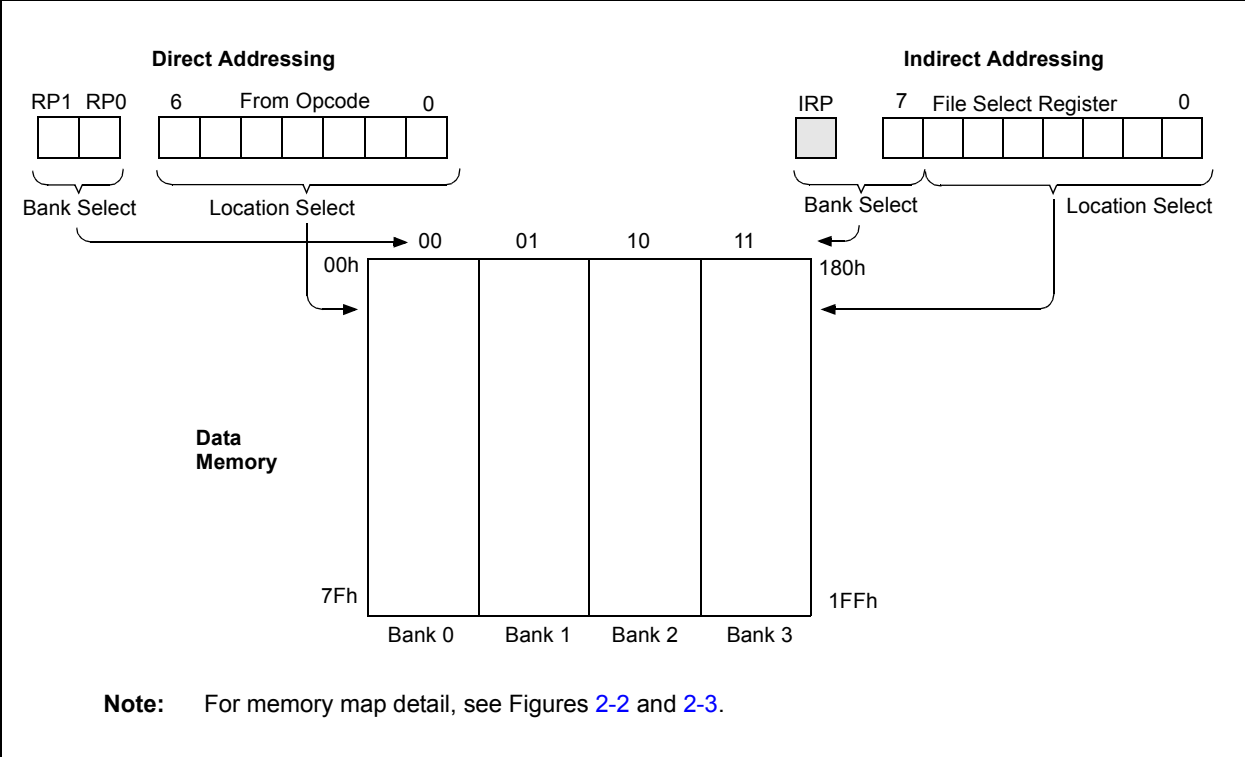 Direct Addressing
Indirect Addressing
RP1 RP0 6 From Opcode 0
IRP 7 File Select Register 0
Bank Select Location Select
Bank Select Location Select
00 01 10 11
00h 180h
Data
Memory
7Fh 1FFh
Bank 0 Bank 1 Bank 2 Bank 3
Note: For memory map detail, see Figures 2-2 and 2-3.